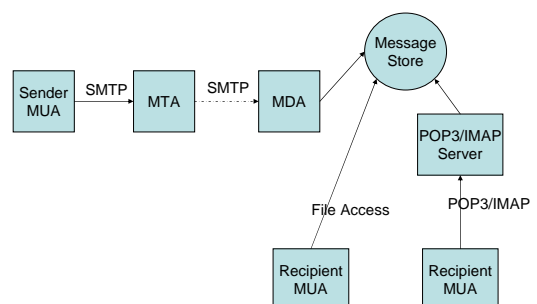 Message
Store
SMTP
SMTP
Sender
MUA
MTA
MDA
POP3/IMAP
Server
File Access
POP3/IMAP
Recipient
MUA
Recipient
MUA